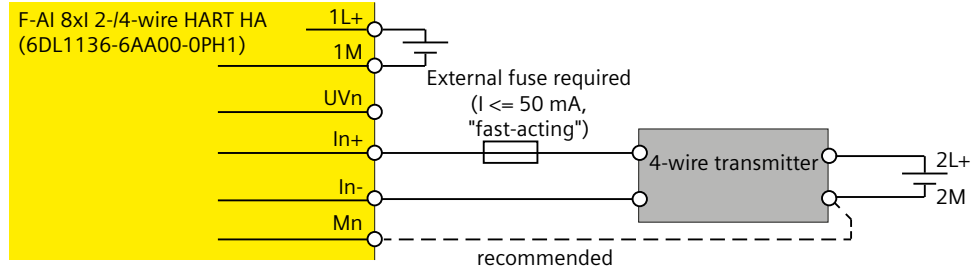 F-AI 8xI 2-/4-wire HART HA
(6DL1136-6AA00-0PH1)
1L+
1M
UVn
In+
In-
Mn
External fuse required
(I <= 50 mA,
"fast-acting")
4-wire transmitter
2L+
2M
recommended